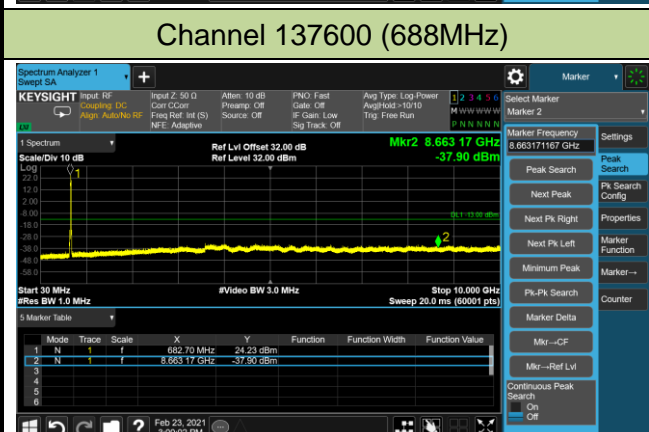 Channel 137600 (688MHz)
Spectrum Analyzer 1
Swept SA
Marker
KEYSIGHT
Input: RF
Coupling: DC
Align: Auto/No RF
Input Z: 50 Ω
Corr CCorr
Freq Ref: Int (S)
NFE: Adaptive
Atten: 10 dB
Preamp: Off
Source: Off
PNO: Fast
Gate: Off
IF Gain: Low
Sig Track: Off
Avg Type: Log-Power
Avg|Hold:>10/10
Trig: Free Run
1 2 3 4 5 6
M W W W W W
P N N N N N
Select Marker
Marker 2
1 Spectrum
Scale/Div 10 dB
Log
Ref Lvl Offset 32.00 dB
Ref Level 32.00 dBm
Mkr2 8.663 17 GHz
-37.90 dBm
22.0
12.0
2.00
-8.00
-18.0
-28.0
-38.0
-48.0
-58.0
1
DL1 -13.00 dBm
2
Start 30 MHz
#Res BW 1.0 MHz
#Video BW 3.0 MHz
Stop 10.000 GHz
Sweep 20.0 ms (60001 pts)
5 Marker Table
Mode Trace Scale X Y Function Function Width Function Value
1 N 1 f 682.70 MHz 24.23 dBm
2 N 1 f 8.663 17 GHz -37.90 dBm
3
4
5
6
Marker Frequency
8.663171167 GHz
Peak Search
Next Peak
Next Pk Right
Next Pk Left
Minimum Peak
Pk-Pk Search
Marker Delta
Mkr→CF
Mkr→Ref Lvl
Continuous Peak
Search
On
Off
Settings
Peak
Search
Pk Search
Config
Properties
Marker
Function
Marker→
Counter
Feb 23, 2021